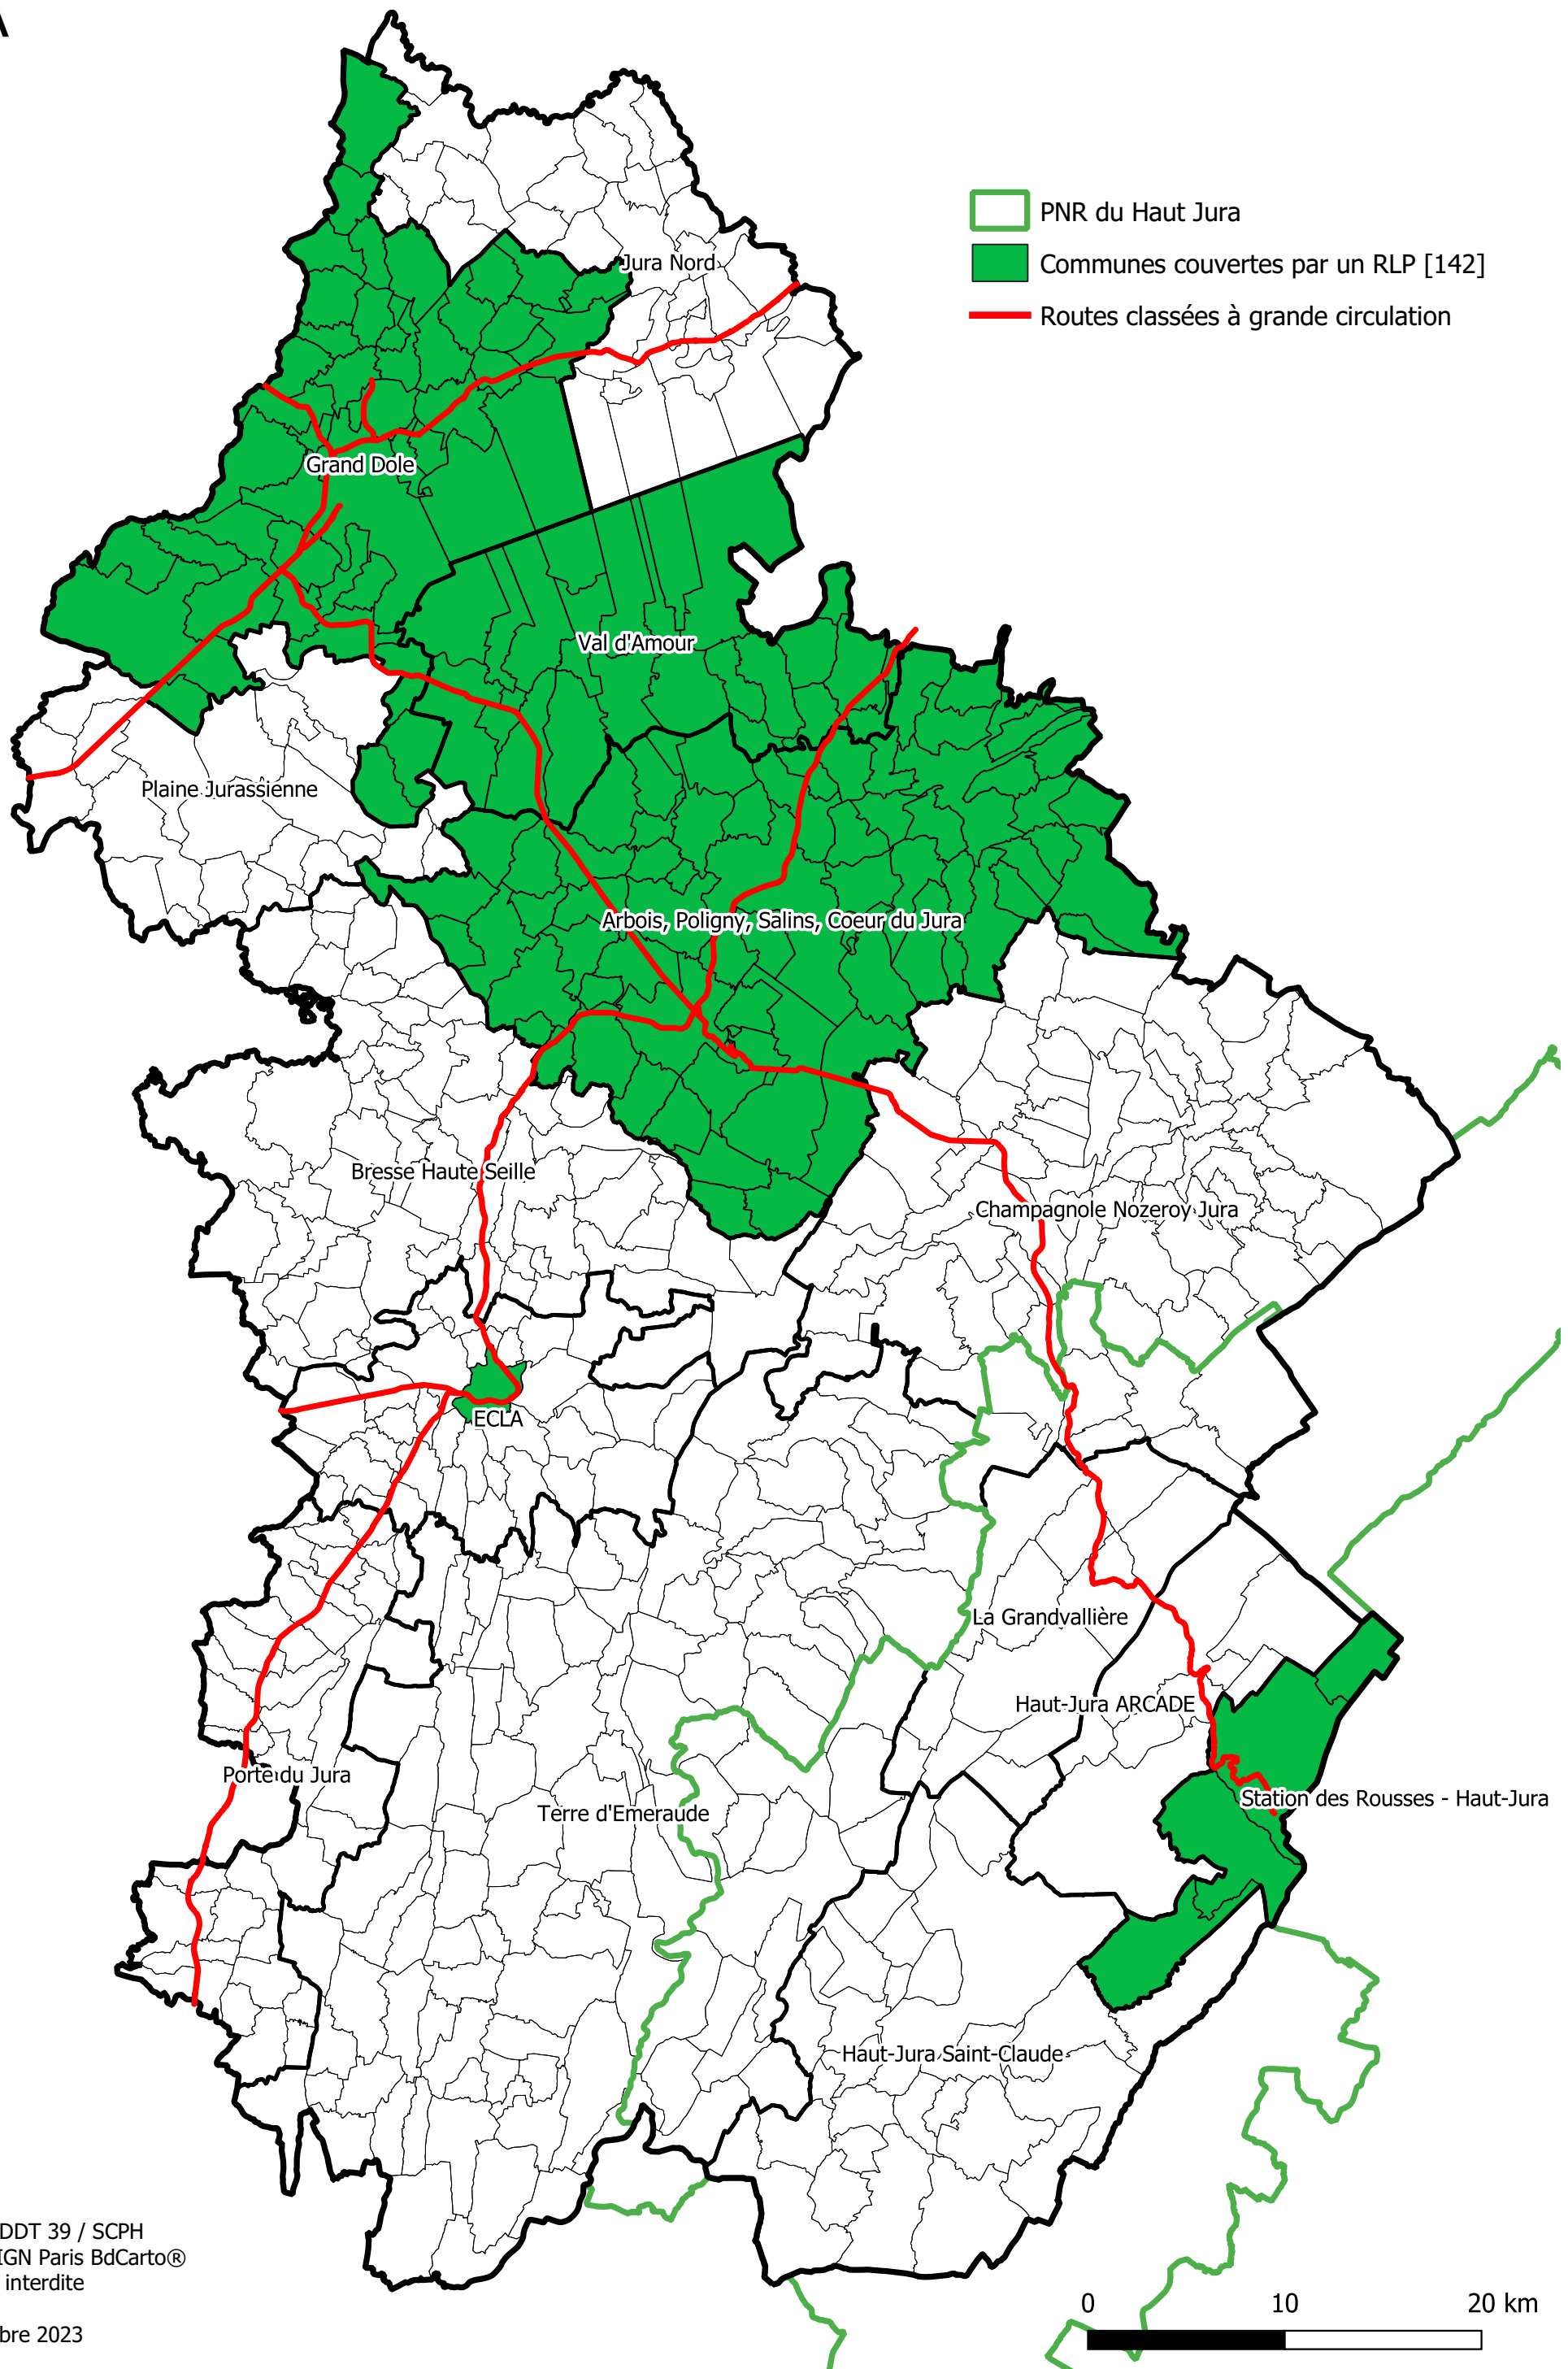 PNR du Haut Jura
Communes couvertes par un RLP [142]
Routes classées à grande circulation
Jura Nord
Grand Dole
Val d'Amour
Plaine Jurassienne
Arbois, Poligny, Salins, Coeur du Jura
Bresse Haute Seille
Champagnole Nozeroy Jura
ECLA
La Grandvallière
Haut-Jura ARCADE
Porte du Jura
Station des Rousses - Haut-Jura
Terre d'Emeraude
Haut-Jura Saint-Claude
DDT 39 / SCPH
IGN Paris BdCarto®
interdite
0 10 20 km
bre 2023